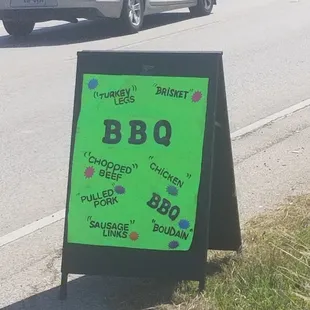 "TURKEY LEGS"
"BRISKET"
BBQ
"CHOPPED BEEF"
"CHICKEN"
"PULLED PORK"
BBQ
"SAUSAGE LINKS"
"BOUDAIN"